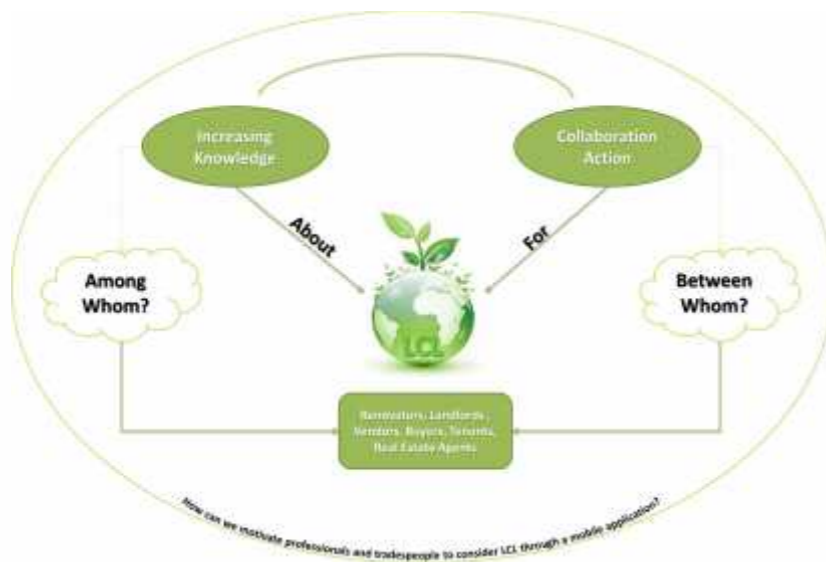 Increasing
Knowledge
Collaboration
Action
About
For
Among
Whom?
Between
Whom?
LCL
Renovators, Landlords ,
Vendors, Buyers, Tenants,
Real Estate Agents
How can we motivate professionals and tradespeople to consider LCL through a mobile application?